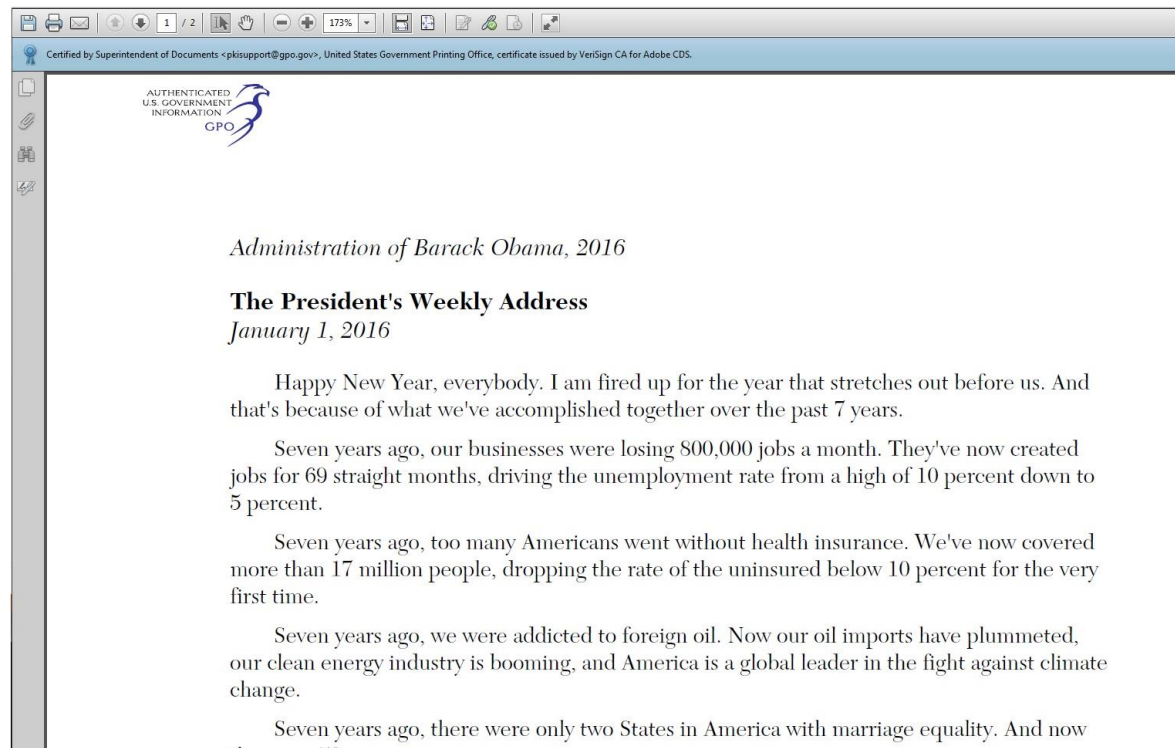 1 / 2 173%
Certified by Superintendent of Documents <pkisupport@gpo.gov>, United States Government Printing Office, certificate issued by VeriSign CA for Adobe CDS.
AUTHENTICATED
U.S. GOVERNMENT
INFORMATION
GPO
Administration of Barack Obama, 2016
The President's Weekly Address
January 1, 2016
Happy New Year, everybody. I am fired up for the year that stretches out before us. And
that's because of what we've accomplished together over the past 7 years.
Seven years ago, our businesses were losing 800,000 jobs a month. They've now created
jobs for 69 straight months, driving the unemployment rate from a high of 10 percent down to
5 percent.
Seven years ago, too many Americans went without health insurance. We've now covered
more than 17 million people, dropping the rate of the uninsured below 10 percent for the very
first time.
Seven years ago, we were addicted to foreign oil. Now our oil imports have plummeted,
our clean energy industry is booming, and America is a global leader in the fight against climate
change.
Seven years ago, there were only two States in America with marriage equality. And now